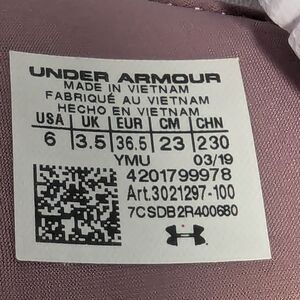 UNDER ARMOUR
MADE IN VIETNAM
FABRIQUÉ AU VIETNAM
HECHO EN VIETNAM
USA UK EUR CM CHN
6 3.5 36.5 23 230
YMU 03/19
4201799978
Art.3021297-100
7CSDB2R400680